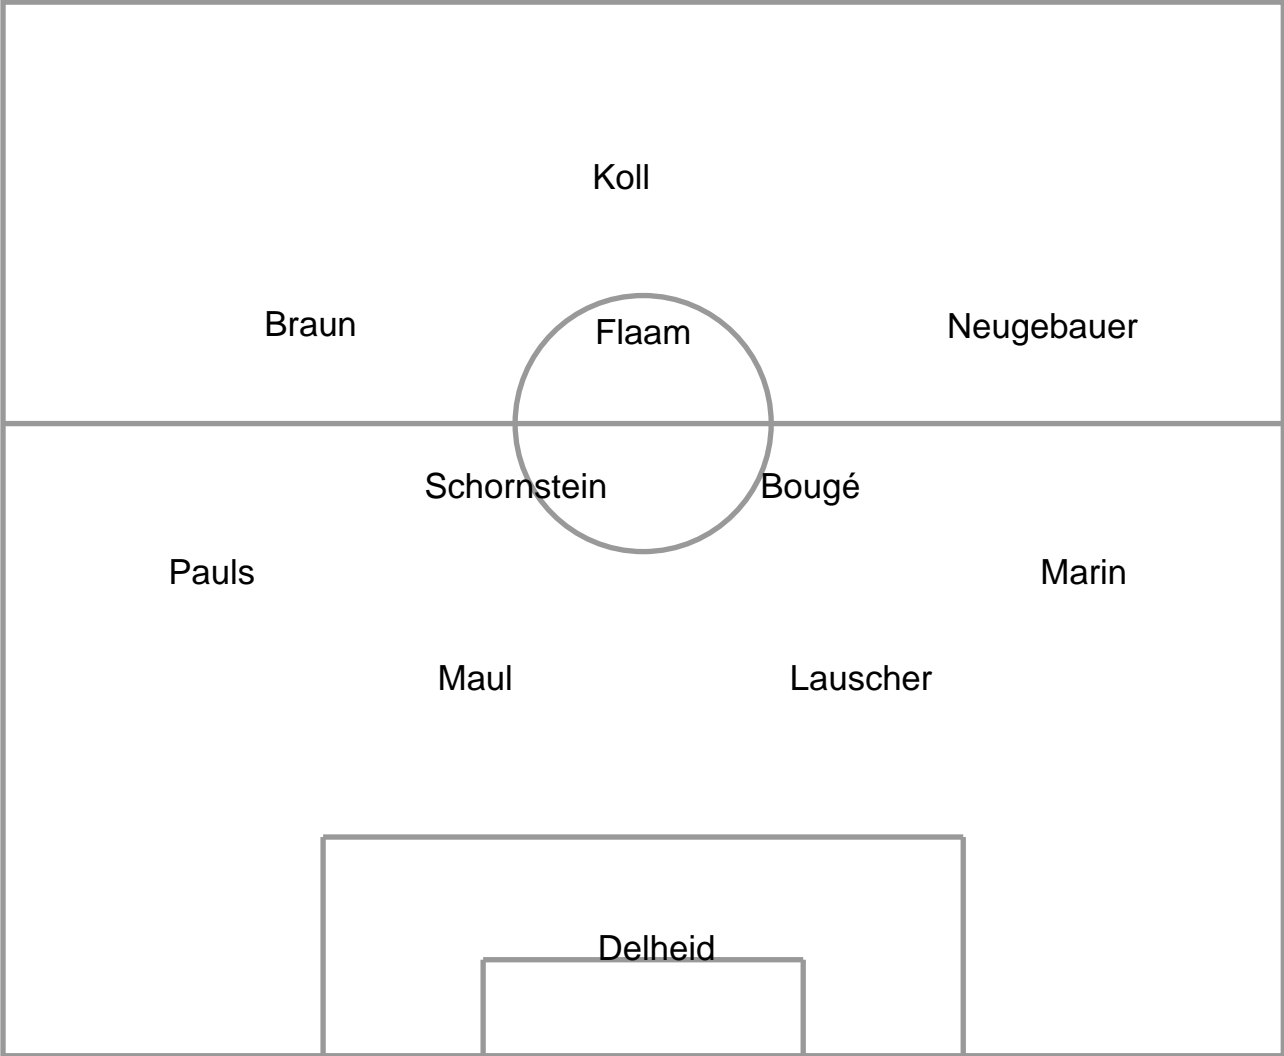 Koll
Braun
Flaam
Neugebauer
Schornstein
Bougé
Pauls
Marin
Maul
Lauscher
Delheid